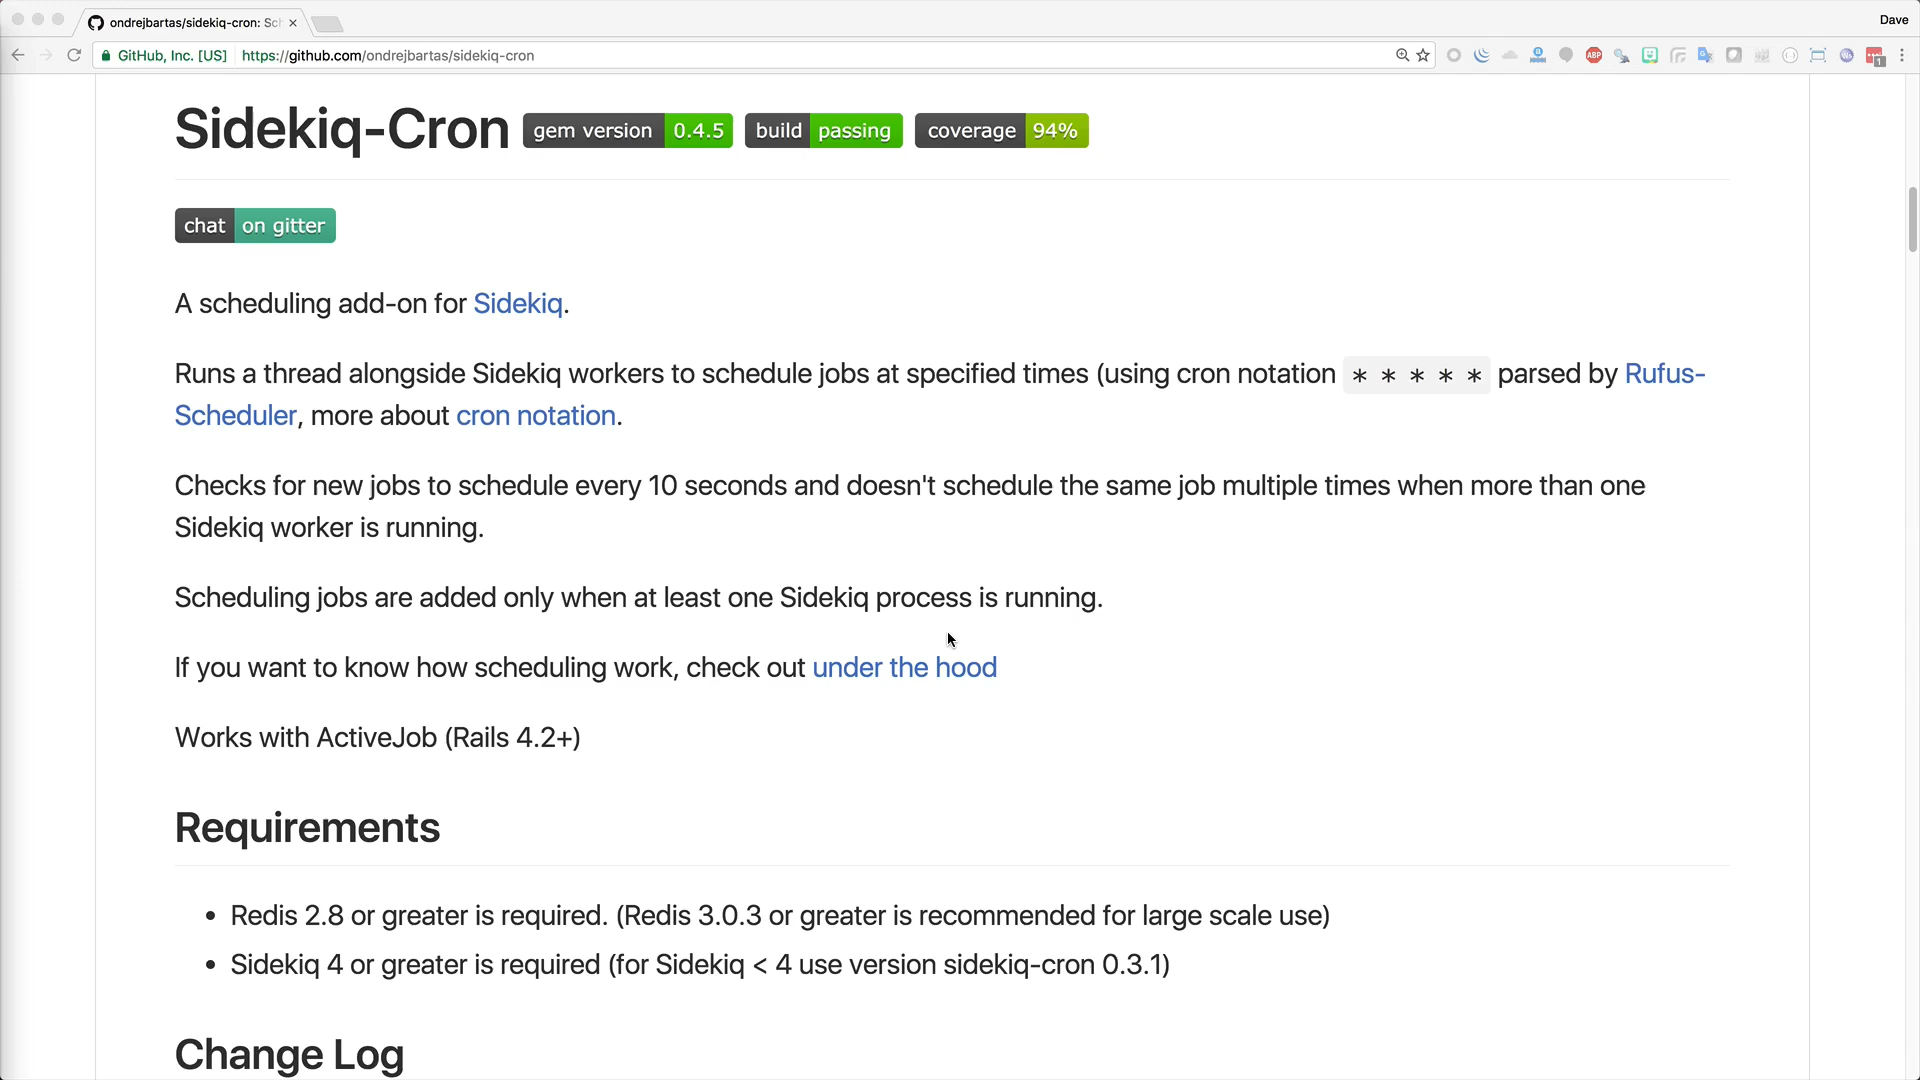 ondrejbartas/sidekiq-cron: Sc
Dave
GitHub, Inc. [US] https://github.com/ondrejbartas/sidekiq-cron
ABP
1
Sidekiq-Cron gem version 0.4.5 build passing coverage 94%
chat on gitter
A scheduling add-on for Sidekiq.
Runs a thread alongside Sidekiq workers to schedule jobs at specified times (using cron notation * * * * * parsed by Rufus-
Scheduler, more about cron notation.
Checks for new jobs to schedule every 10 seconds and doesn't schedule the same job multiple times when more than one
Sidekiq worker is running.
Scheduling jobs are added only when at least one Sidekiq process is running.
If you want to know how scheduling work, check out under the hood
Works with ActiveJob (Rails 4.2+)
Requirements
• Redis 2.8 or greater is required. (Redis 3.0.3 or greater is recommended for large scale use)
• Sidekiq 4 or greater is required (for Sidekiq < 4 use version sidekiq-cron 0.3.1)
Change Log